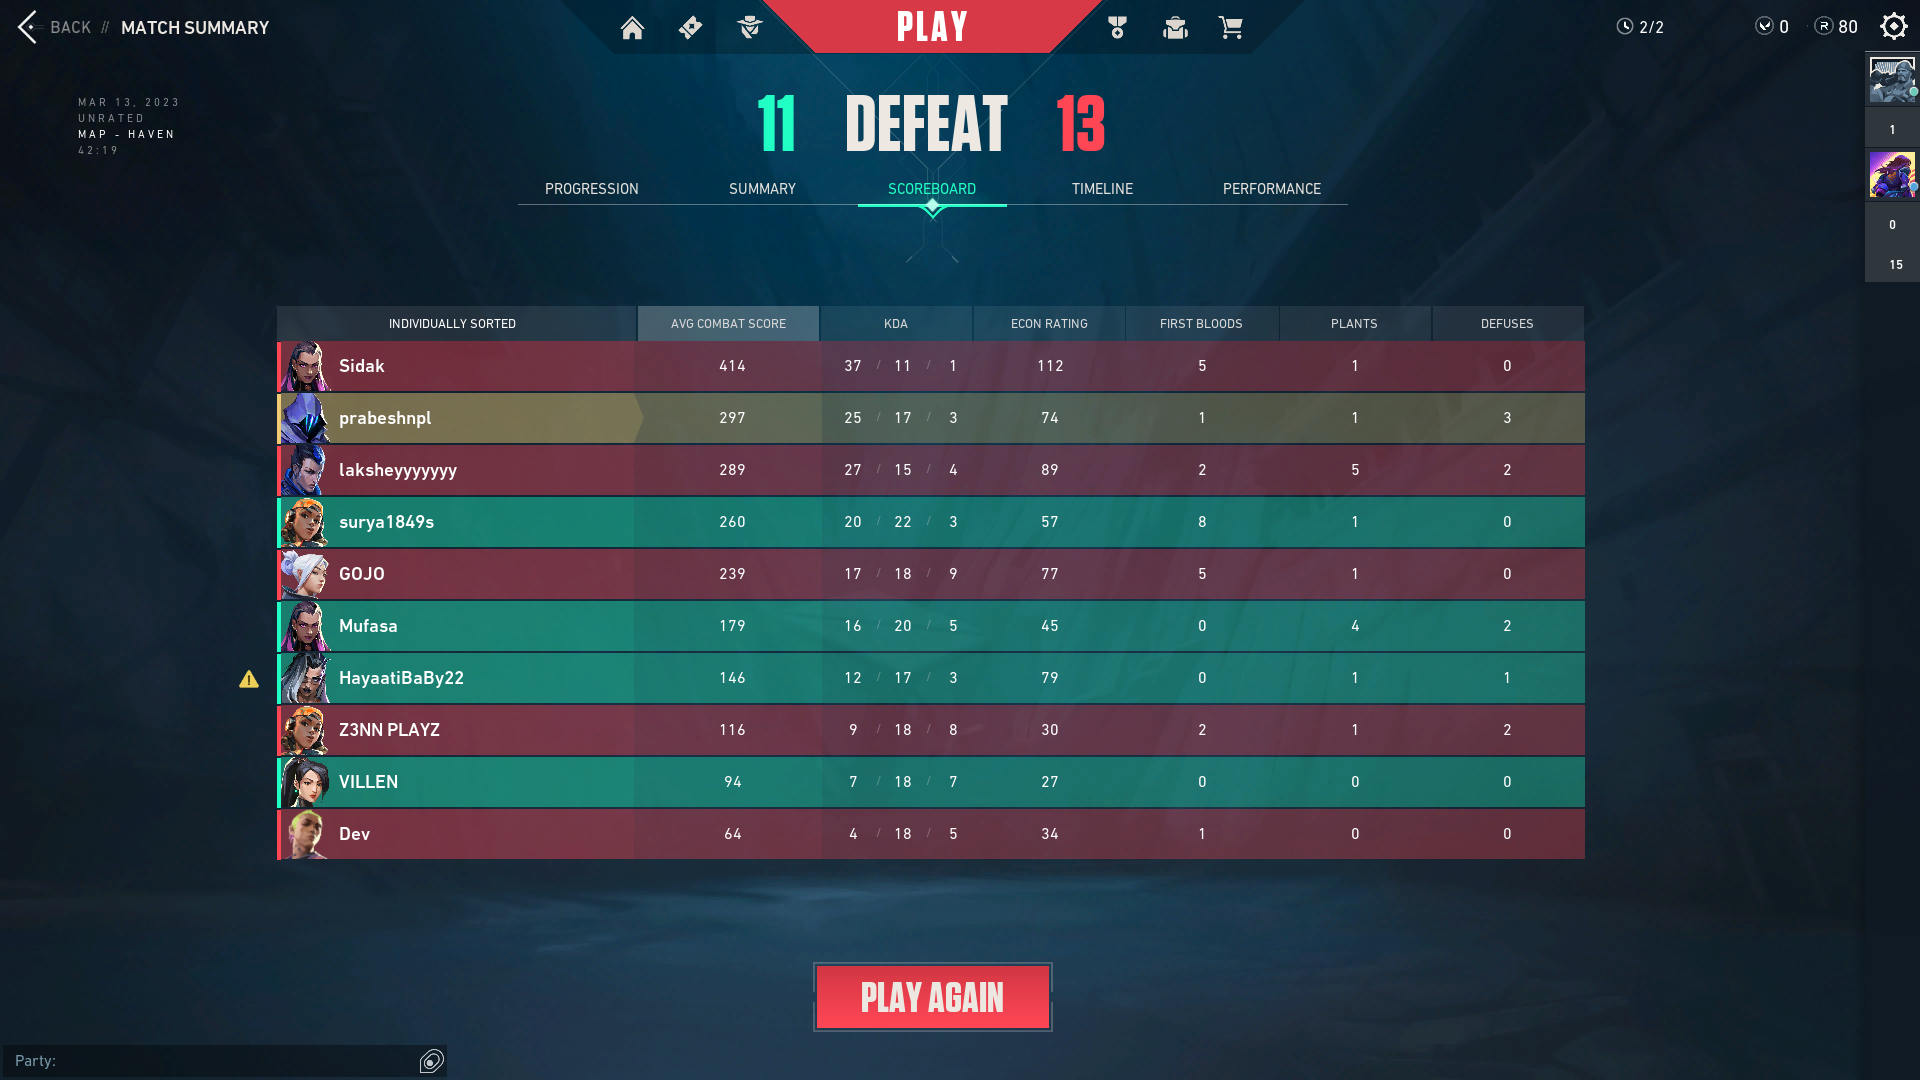 BACK // MATCH SUMMARY
PLAY
2/2
0
80
MAR 13, 2023
UNRATED
MAP - HAVEN
42:19
11 DEFEAT 13
PROGRESSION SUMMARY SCOREBOARD TIMELINE PERFORMANCE
1
0
15
INDIVIDUALLY SORTED AVG COMBAT SCORE KDA ECON RATING FIRST BLOODS PLANTS DEFUSES
Sidak 414 37 / 11 / 1 112 5 1 0
prabeshnpl 297 25 / 17 / 3 74 1 1 3
laksheyyyyyyy 289 27 / 15 / 4 89 2 5 2
surya1849s 260 20 / 22 / 3 57 8 1 0
GOJO 239 17 / 18 / 9 77 5 1 0
Mufasa 179 16 / 20 / 5 45 0 4 2
HayaatiBaBy22 146 12 / 17 / 3 79 0 1 1
Z3NN PLAYZ 116 9 / 18 / 8 30 2 1 2
VILLEN 94 7 / 18 / 7 27 0 0 0
Dev 64 4 / 18 / 5 34 1 0 0
PLAY AGAIN
Party: